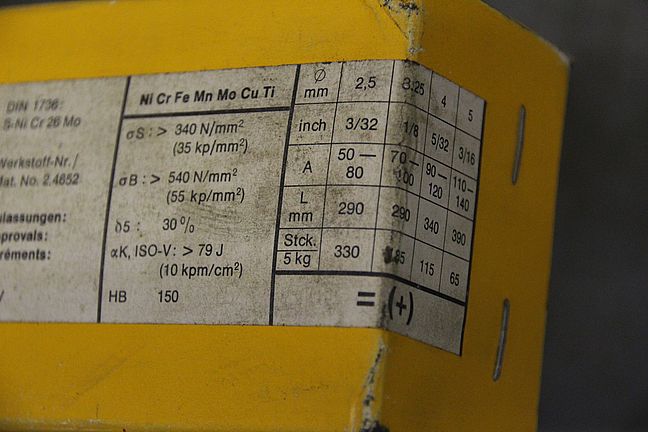 DIN 1736:
S-Ni Cr 26 Mo
Werkstoff-Nr./
Mat. No. 2.4652
ulassungen:
provals:
réments:
/
Ni Cr Fe Mn Mo Cu Ti
σS : > 340 N/mm²
(35 kp/mm²)
σB : > 540 N/mm²
(55 kp/mm²)
δ5 : 30 %
αK, ISO-V: > 79 J
(10 kpm/cm²)
HB 150
Ø mm 2,5 3,25 4 5
inch 3/32 1/8 5/32 3/16
A 50— 80 70— 100 90— 120 110— 140
L mm 290 290 340 390
Stck. 5 kg 330 115 65
= (+)